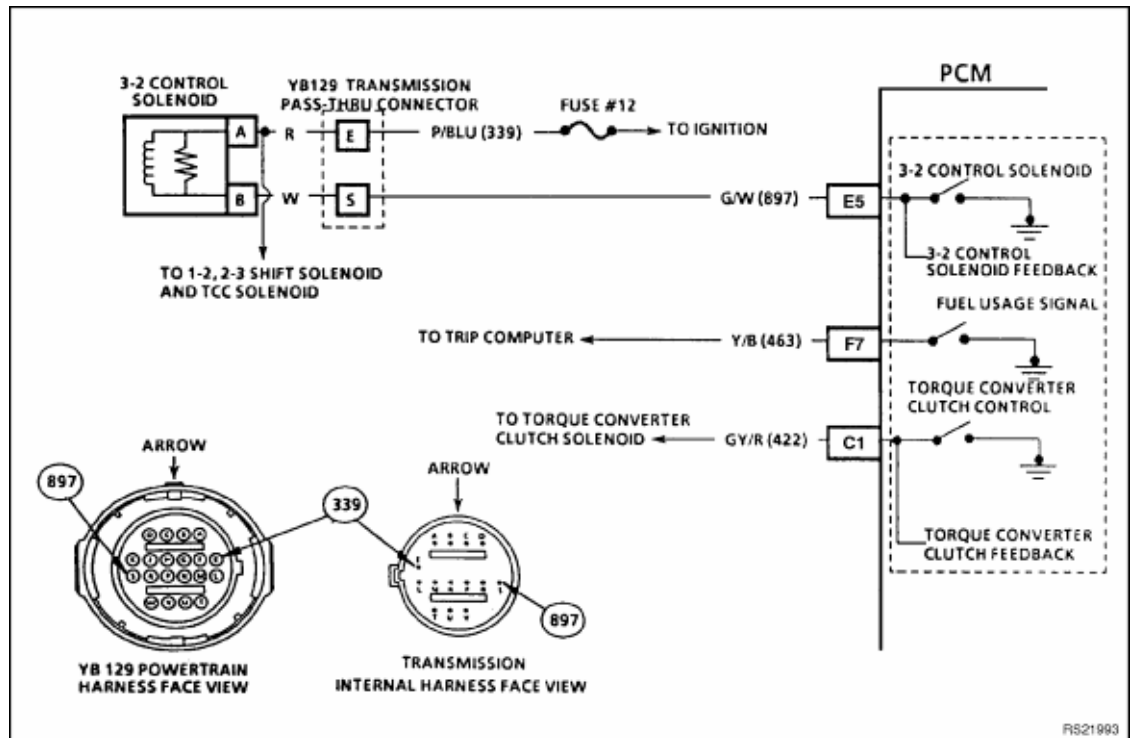 PCM
3-2 CONTROL
SOLENOID
YB129 TRANSMISSION
PASS-THRU CONNECTOR
FUSE #12
A
R
E
P/BLU (339)
TO IGNITION
3-2 CONTROL SOLENOID
B
W
S
G/W (897)
E5
3-2 CONTROL
SOLENOID FEEDBACK
TO 1-2, 2-3 SHIFT SOLENOID
AND TCC SOLENOID
FUEL USAGE SIGNAL
TO TRIP COMPUTER
Y/B (463)
F7
TORQUE CONVERTER
CLUTCH CONTROL
TO TORQUE CONVERTER
CLUTCH SOLENOID
GY/R (422)
C1
ARROW
ARROW
897
339
TORQUE CONVERTER
CLUTCH FEEDBACK
897
YB 129 POWERTRAIN
HARNESS FACE VIEW
TRANSMISSION
INTERNAL HARNESS FACE VIEW
RS21993